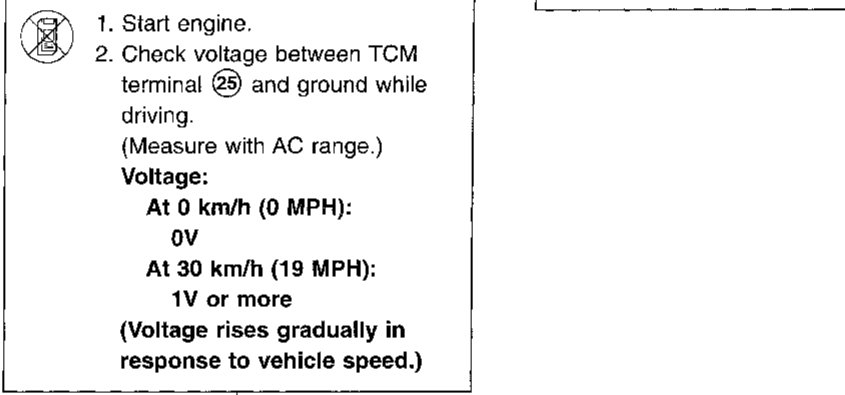 1. Start engine.
2. Check voltage between TCM
terminal ㉕ and ground while
driving.
(Measure with AC range.)
Voltage:
At 0 km/h (0 MPH):
0V
At 30 km/h (19 MPH):
1V or more
(Voltage rises gradually in
response to vehicle speed.)